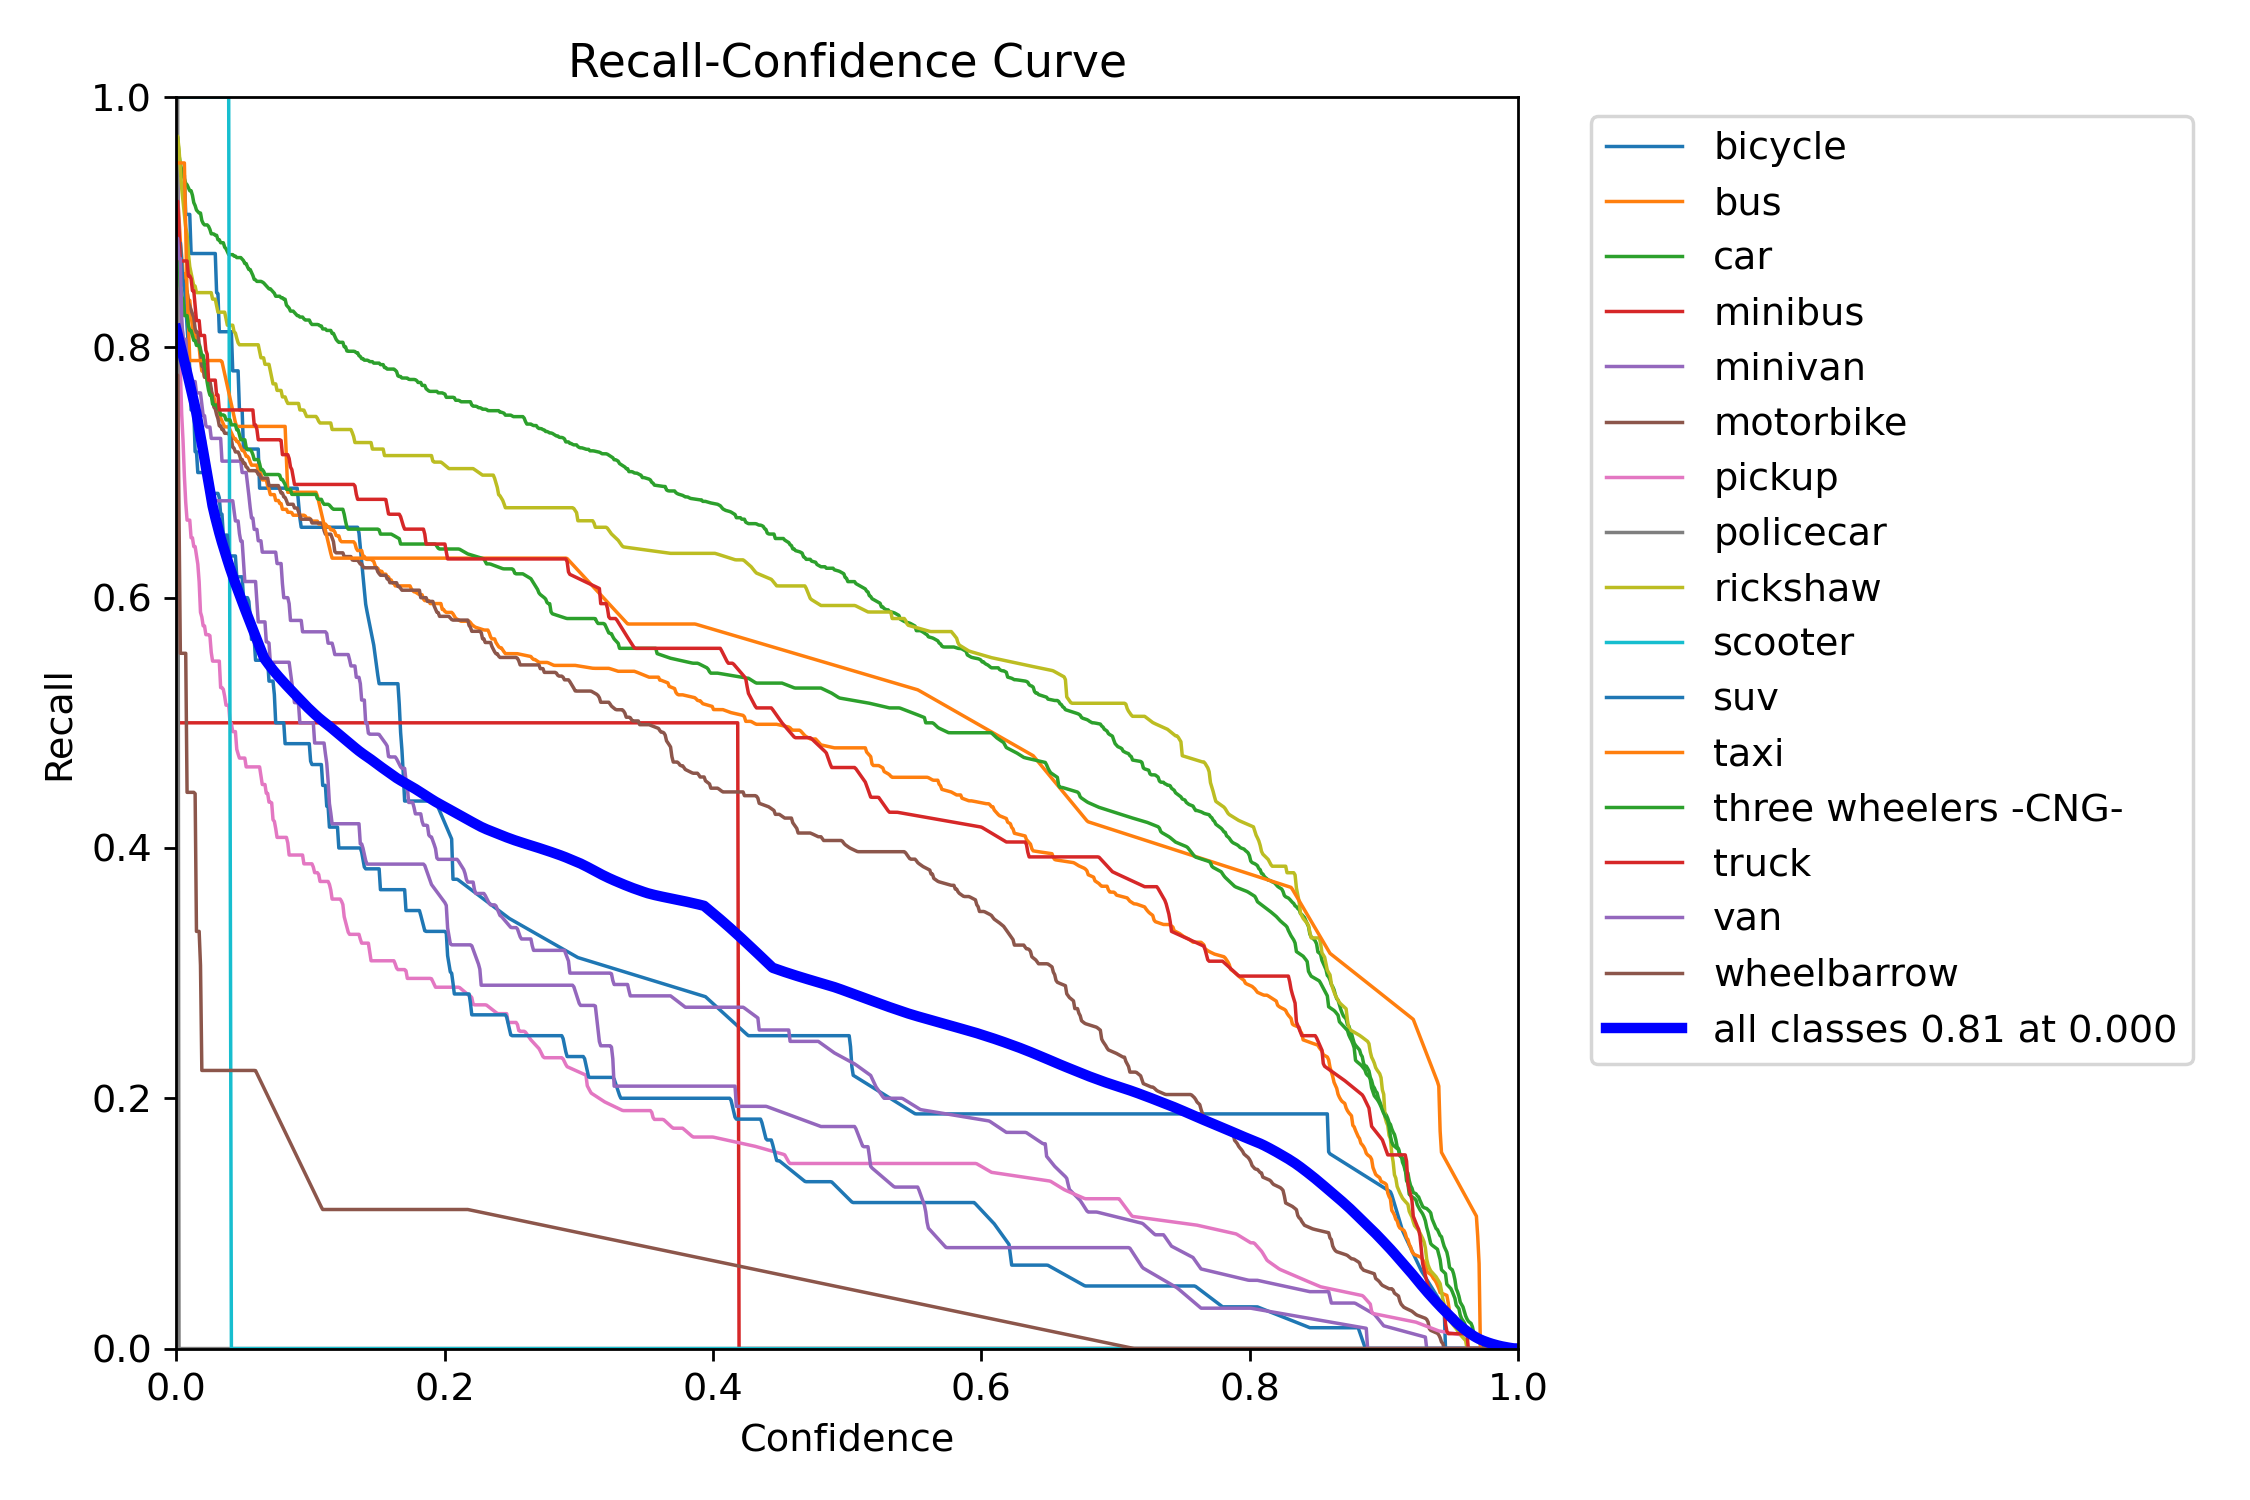 Recall-Confidence Curve
1.0
0.8
0.6
0.4
0.2
0.0
Recall
0.0 0.2 0.4 0.6 0.8 1.0
Confidence
bicycle
bus
car
minibus
minivan
motorbike
pickup
policecar
rickshaw
scooter
suv
taxi
three wheelers -CNG-
truck
van
wheelbarrow
all classes 0.81 at 0.000